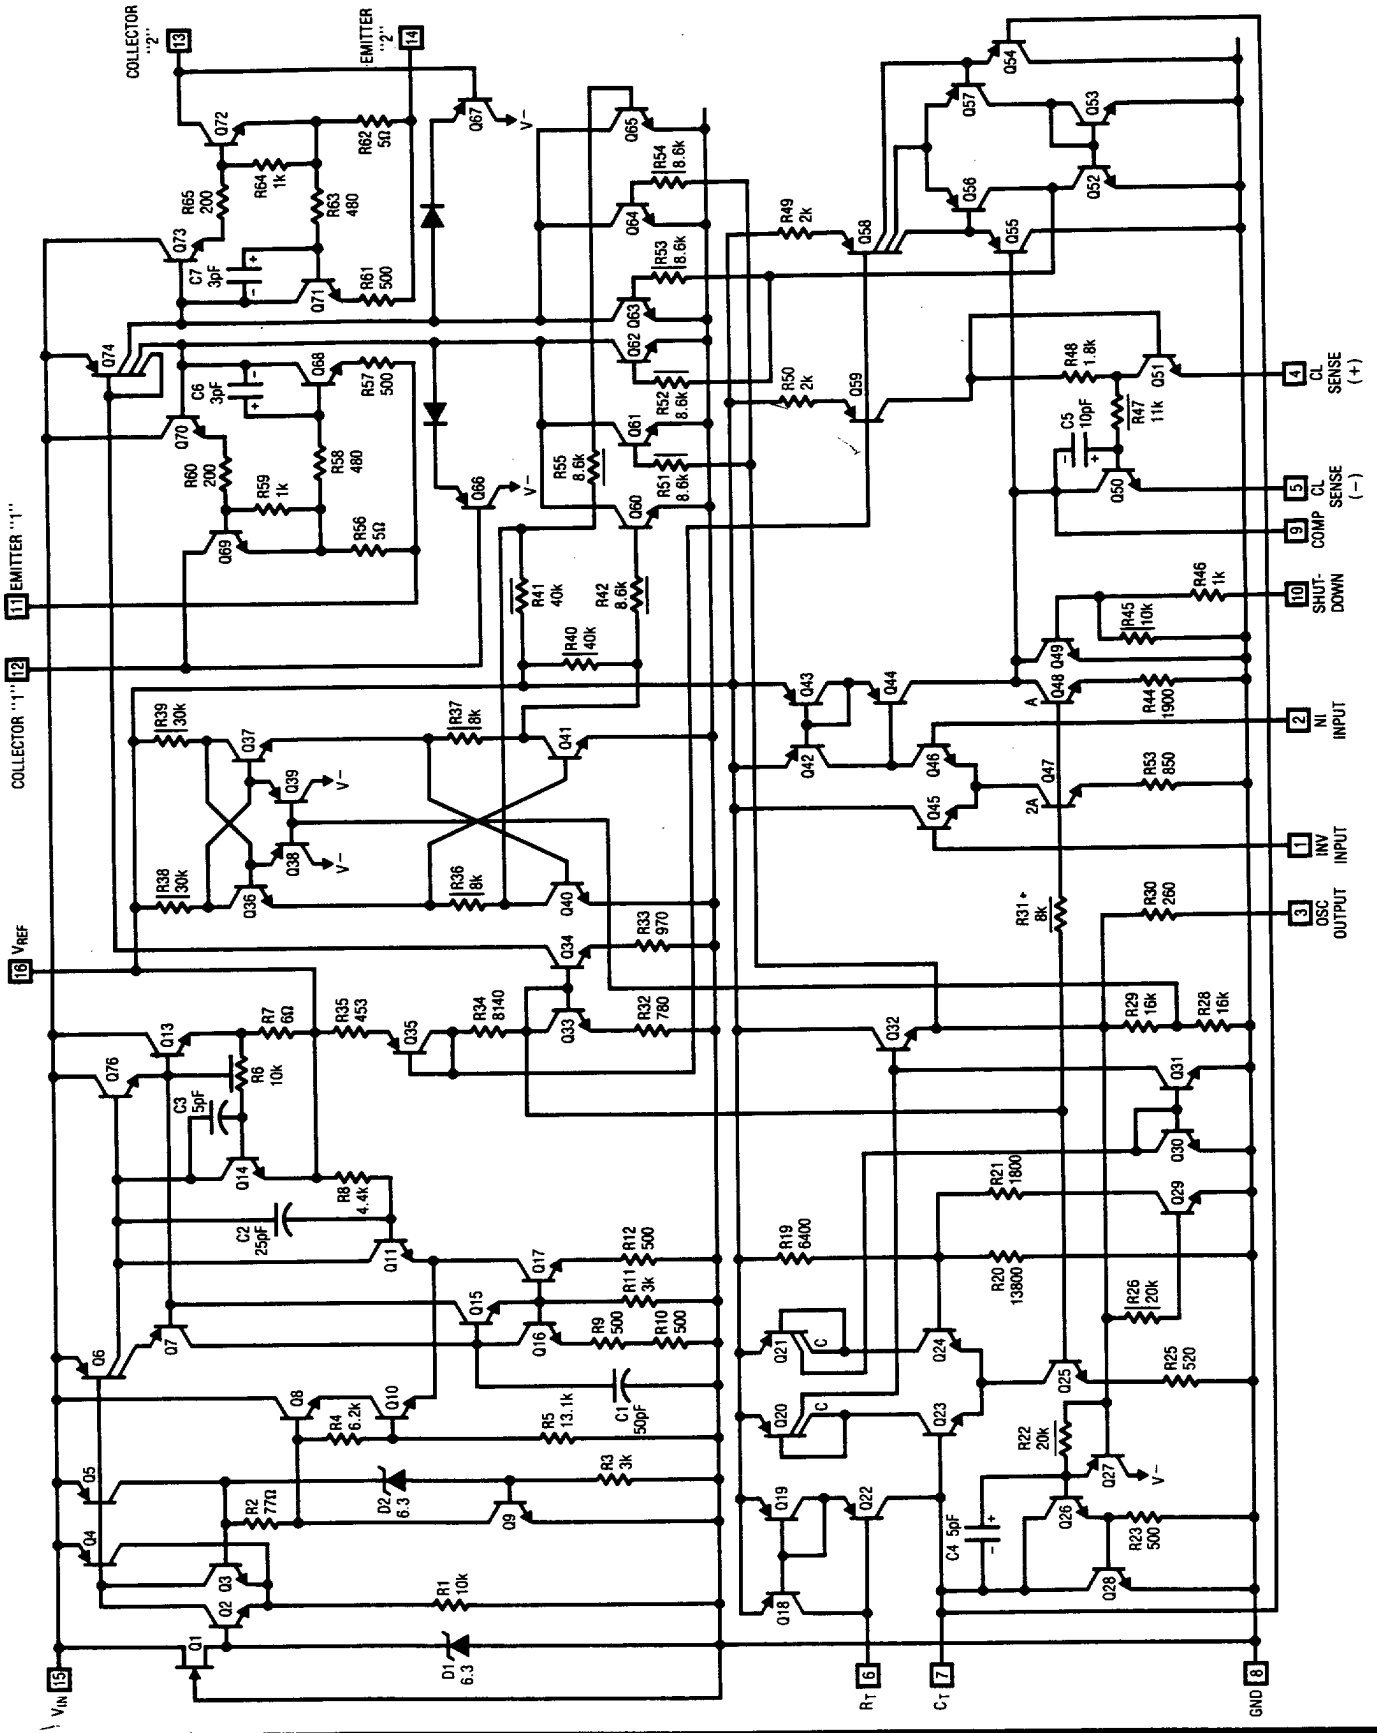 COLLECTOR
"2"
13
EMITTER
"2"
14
11
EMITTER "1"
12
COLLECTOR "1"
16
VREF
15
VIN
Q72
R62
5Ω
Q67
V-
R65
200
R64
1k
R63
480
Q73
C7
3pF
+
-
Q71
R61
500
Q74
Q70
C6
3pF
-
+
Q68
R57
500
R60
200
R59
1k
R58
480
Q69
R56
5Ω
Q66
V-
Q65
R54
8.6k
Q64
R53
8.6k
Q63
Q62
R52
8.6k
Q61
R51
8.6k
R55
8.6k
Q60
R41
40k
R42
8.6k
R40
40k
R39
30k
Q37
Q39
V-
Q38
V-
R38
30k
Q36
R37
8k
Q41
R36
8k
Q40
Q34
R33
970
Q33
R32
780
R34
8140
Q35
R35
453
R7
6Ω
Q13
R6
10k
Q76
C3
5pF
Q14
R8
4.4k
C2
25pF
Q11
Q17
R12
500
R11
3k
Q15
Q16
R9
500
R10
500
Q6
Q7
C1
50pF
Q8
R4
6.2k
Q10
R5
13.1k
Q5
Q4
R2
77Ω
D2
6.3
Q9
R3
3k
Q3
Q2
R1
10k
Q1
D1
6.3
Q54
Q57
Q53
Q56
Q52
Q55
R49
2k
Q58
R50
2k
Q59
R48
1.8k
Q51
R47
11k
C5
10pF
-
+
Q50
4
CL
SENSE
(+)
5
CL
SENSE
(-)
9
COMP
10
SHUT-
DOWN
R46
1k
R45
10k
Q49
Q48
A
R44
1900
2
NI
INPUT
Q43
Q44
Q42
Q46
Q45
Q47
2A
R53
850
1
INV
INPUT
R31+
8k
R30
260
3
OSC
OUTPUT
R29
16k
R28
16k
Q32
Q31
Q30
R21
1800
Q29
R19
6400
R20
13800
R26
20k
Q21
C
Q24
Q20
C
Q23
Q25
R25
520
R22
20k
Q27
V-
Q19
Q22
Q18
C4
5pF
+
-
Q26
R23
500
Q28
6
RT
7
CT
8
GND